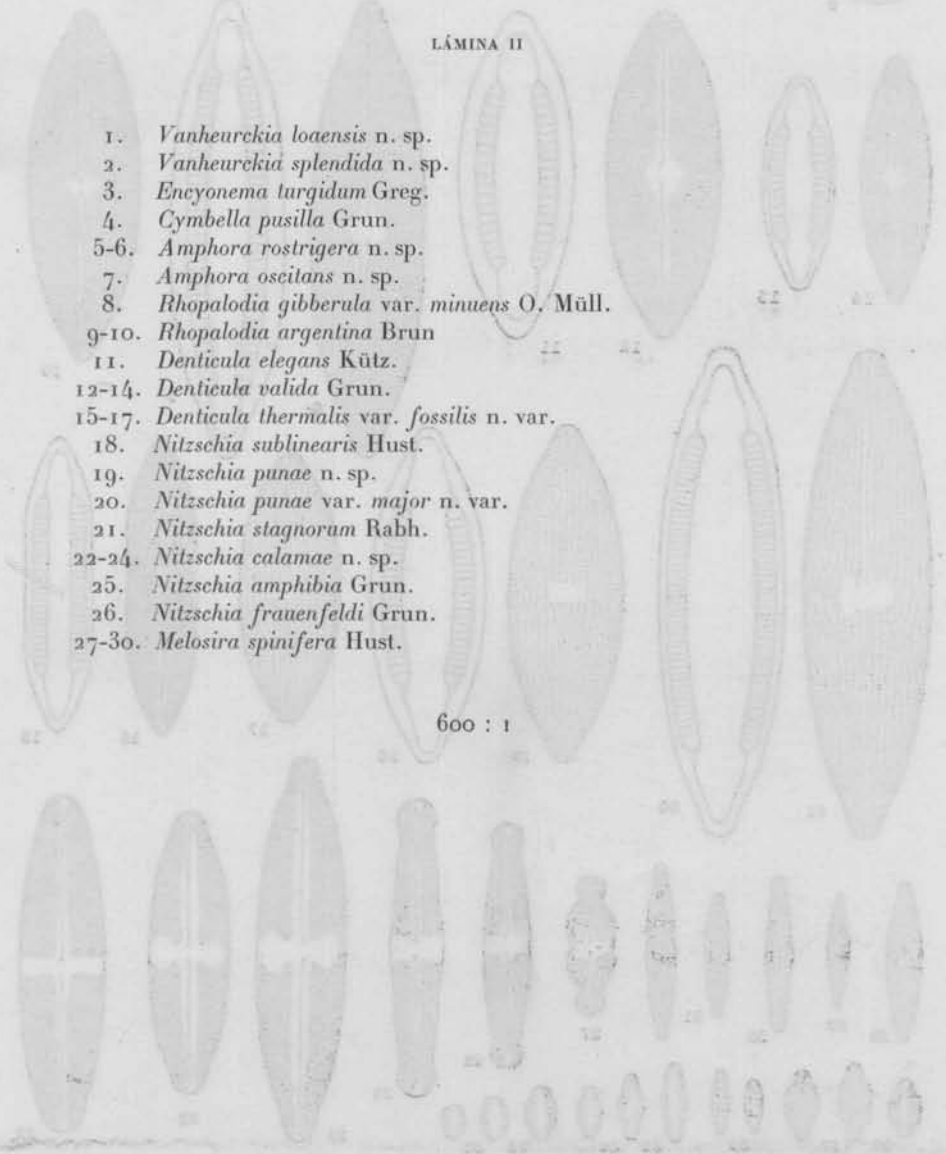 LÁMINA II
1. Vanheurckia loaensis n. sp.
2. Vanheurckia splendida n. sp.
3. Encyonema turgidum Greg.
4. Cymbella pusilla Grun.
5-6. Amphora rostrigera n. sp.
7. Amphora oscitans n. sp.
8. Rhopalodia gibberula var. minuens O. Müll.
9-10. Rhopalodia argentina Brun
11. Denticula elegans Kütz.
12-14. Denticula valida Grun.
15-17. Denticula thermalis var. fossilis n. var.
18. Nitzschia sublinearis Hust.
19. Nitzschia punae n. sp.
20. Nitzschia punae var. major n. var.
21. Nitzschia stagnorum Rabh.
22-24. Nitzschia calamae n. sp.
25. Nitzschia amphibia Grun.
26. Nitzschia frauenfeldi Grun.
27-30. Melosira spinifera Hust.
600 : 1